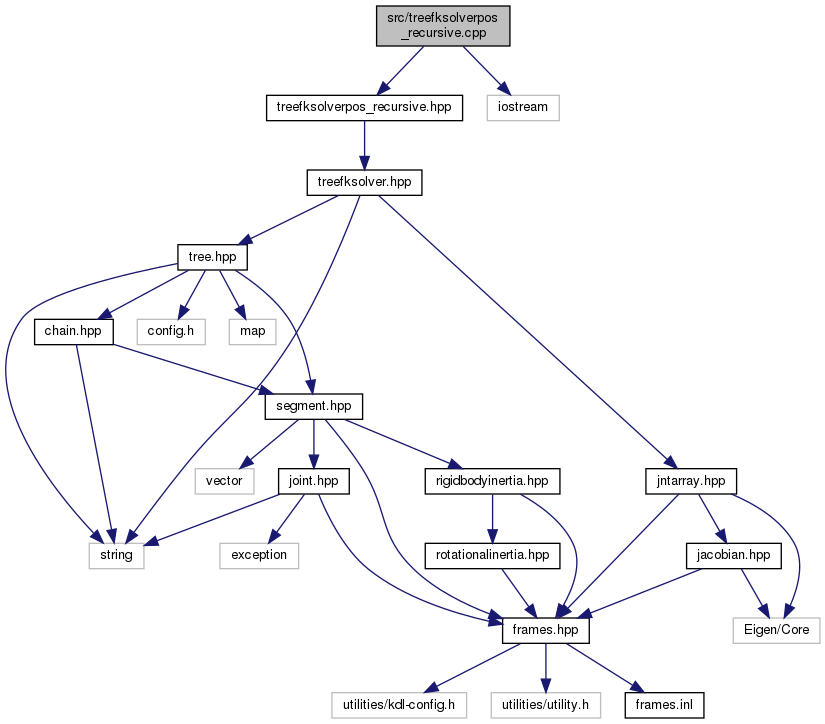 src/treefksolverpos
_recursive.cpp
treefksolverpos_recursive.hpp
iostream
treefksolver.hpp
tree.hpp
chain.hpp
config.h
map
segment.hpp
vector
joint.hpp
rigidbodyinertia.hpp
jntarray.hpp
string
exception
rotationalinertia.hpp
jacobian.hpp
frames.hpp
Eigen/Core
utilities/kdl-config.h
utilities/utility.h
frames.inl